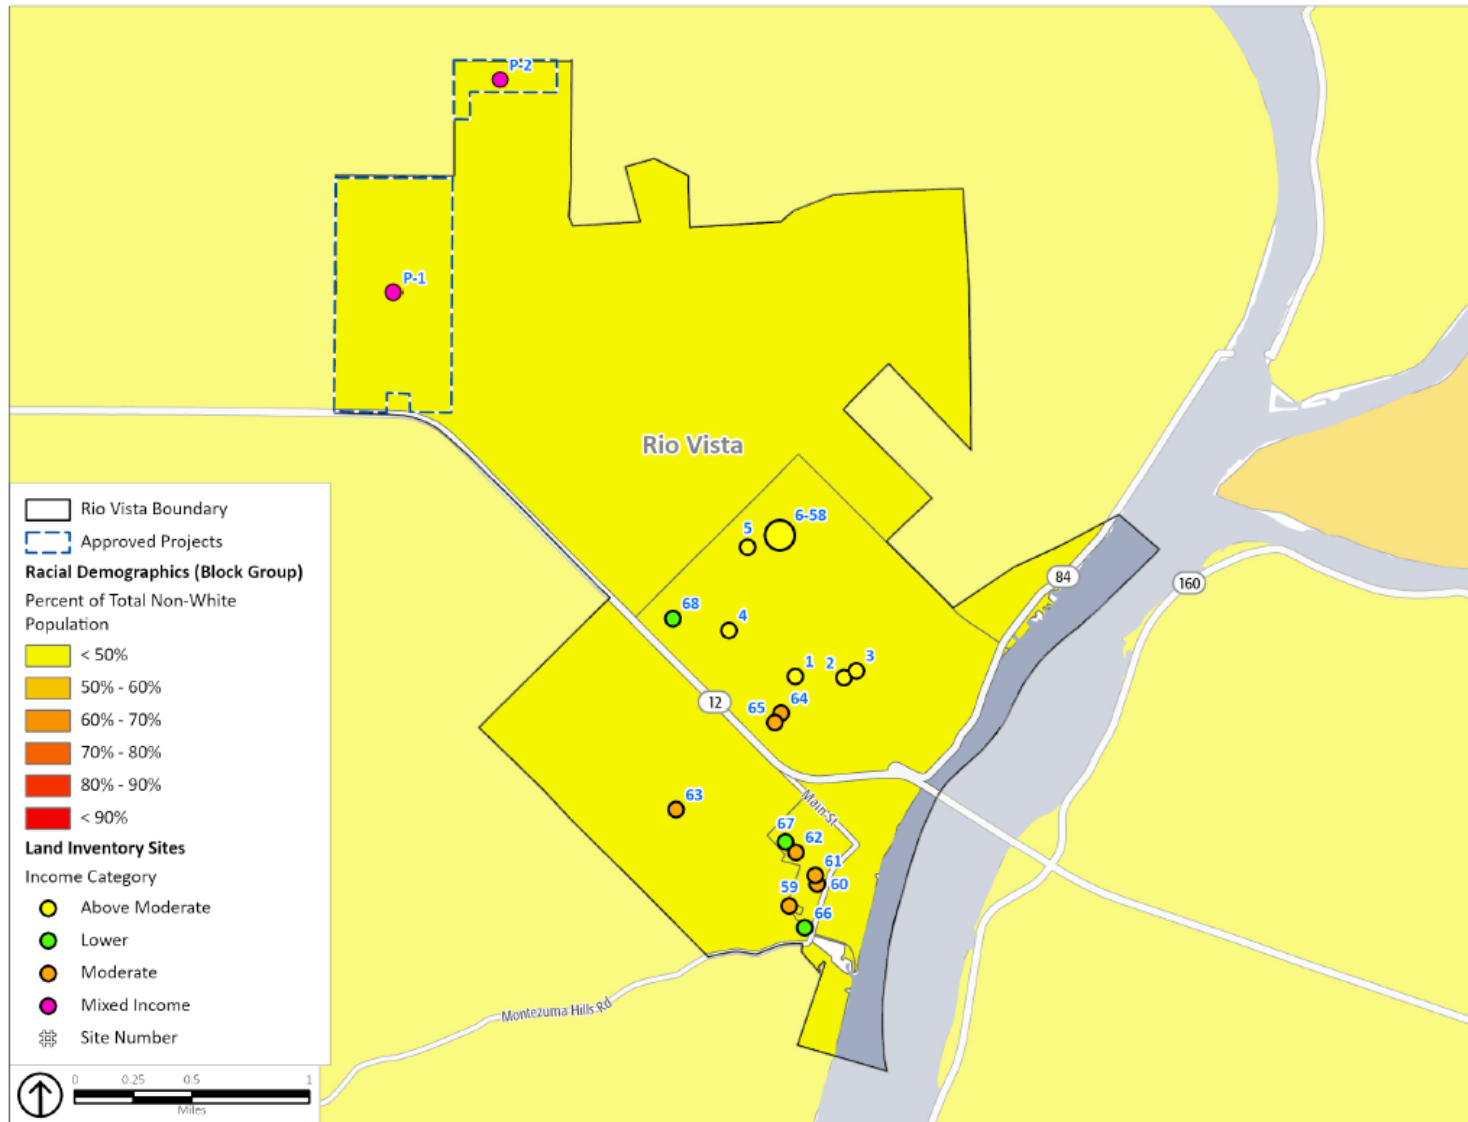 P-2
P-1
Rio Vista
6-58
5
84
160
68
4
1
2
3
12
64
65
63
Main St
67
62
61
60
59
66
Montezuma Hills Rd
Rio Vista Boundary
Approved Projects
Racial Demographics (Block Group)
Percent of Total Non-White
Population
< 50%
50% - 60%
60% - 70%
70% - 80%
80% - 90%
< 90%
Land Inventory Sites
Income Category
Above Moderate
Lower
Moderate
Mixed Income
# Site Number
0 0.25 0.5 1
Miles